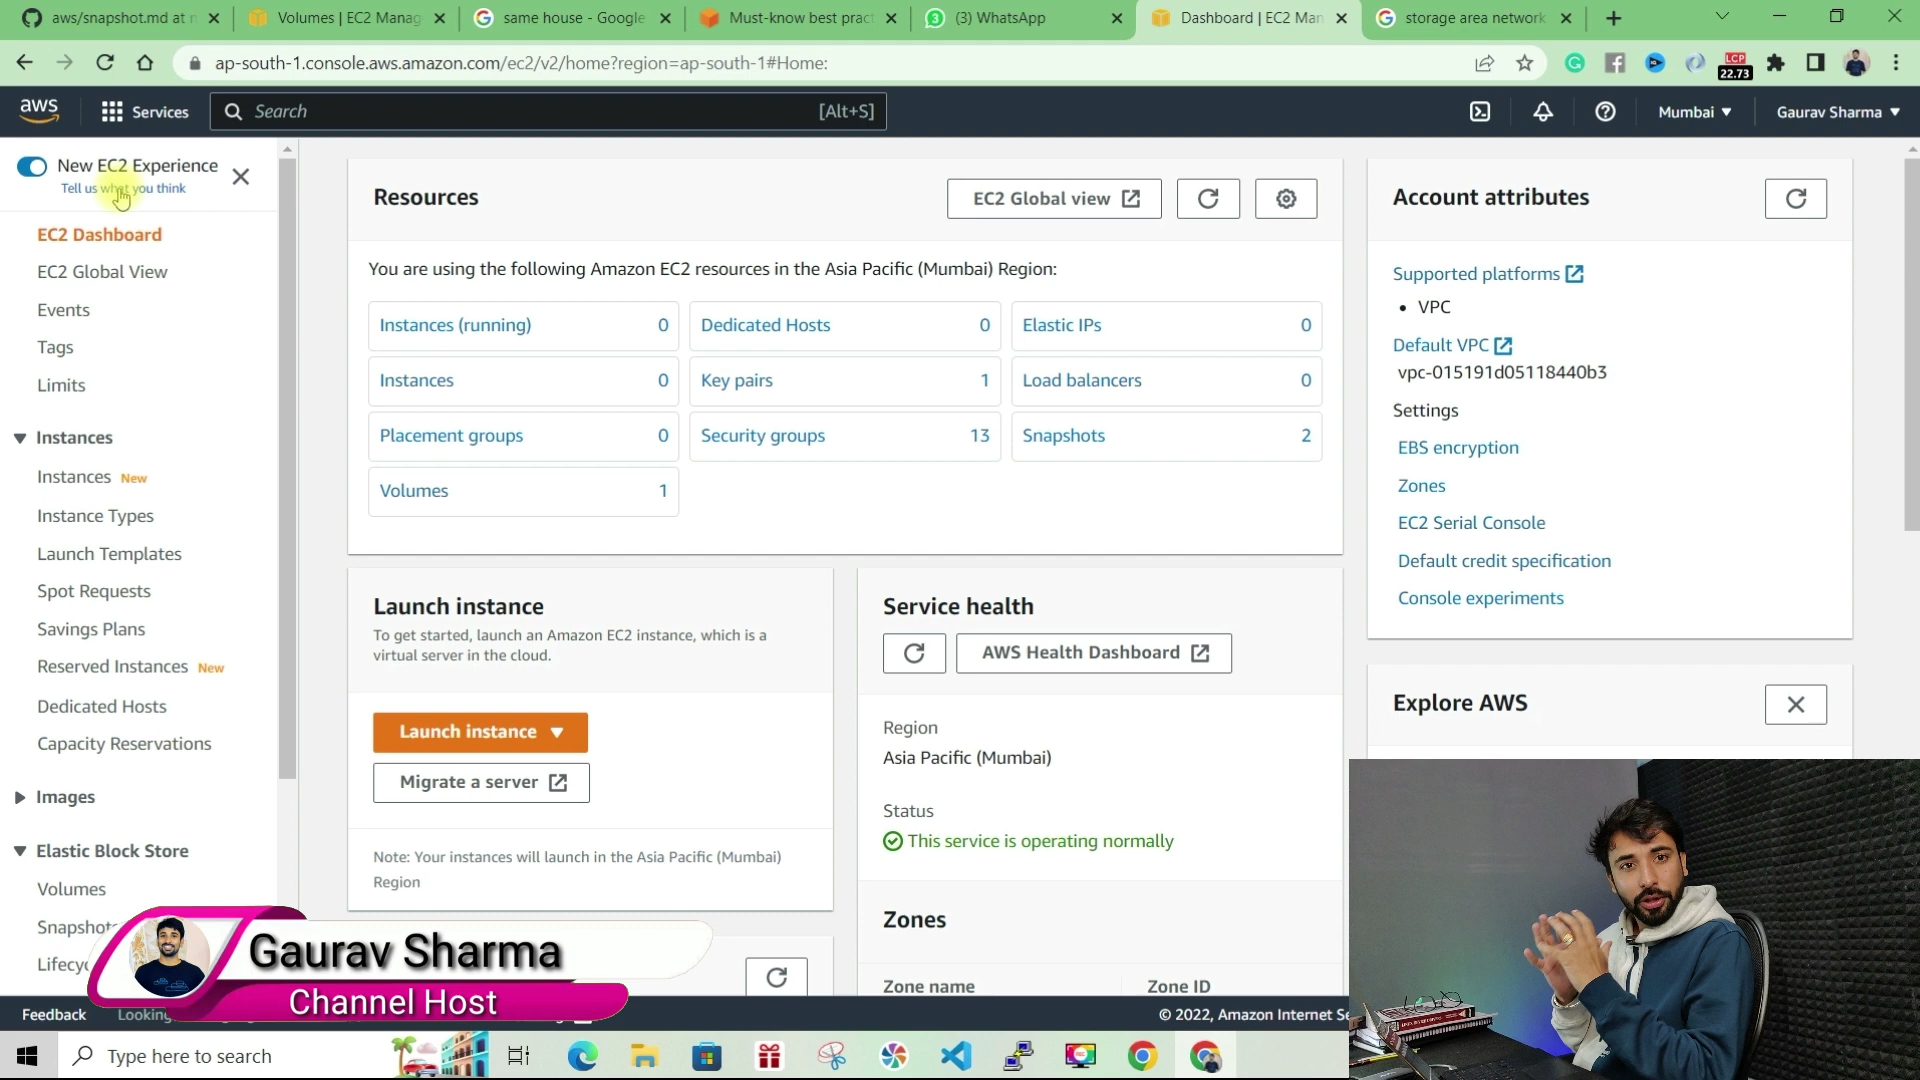 aws/snapshot.md at
Volumes | EC2 Manag
same house - Google
Must-know best pract
(3) WhatsApp
Dashboard | EC2 Man
storage area network
ap-south-1.console.aws.amazon.com/ec2/v2/home?region=ap-south-1#Home:
LCP
22.73
aws
Services
Search
[Alt+S]
Mumbai
Gaurav Sharma
New EC2 Experience
Tell us what you think
EC2 Dashboard
EC2 Global View
Events
Tags
Limits
Instances
Instances New
Instance Types
Launch Templates
Spot Requests
Savings Plans
Reserved Instances New
Dedicated Hosts
Capacity Reservations
Images
Elastic Block Store
Volumes
Snapshots
Lifecy
Resources
EC2 Global view
You are using the following Amazon EC2 resources in the Asia Pacific (Mumbai) Region:
Instances (running) 0
Dedicated Hosts 0
Elastic IPs 0
Instances 0
Key pairs 1
Load balancers 0
Placement groups 0
Security groups 13
Snapshots 2
Volumes 1
Launch instance
To get started, launch an Amazon EC2 instance, which is a
virtual server in the cloud.
Launch instance
Migrate a server
Note: Your instances will launch in the Asia Pacific (Mumbai)
Region
Service health
AWS Health Dashboard
Region
Asia Pacific (Mumbai)
Status
This service is operating normally
Zones
Zone name
Zone ID
Account attributes
Supported platforms
• VPC
Default VPC
vpc-015191d05118440b3
Settings
EBS encryption
Zones
EC2 Serial Console
Default credit specification
Console experiments
Explore AWS
Gaurav Sharma
Channel Host
Feedback
Looking
© 2022, Amazon Internet Se
Type here to search